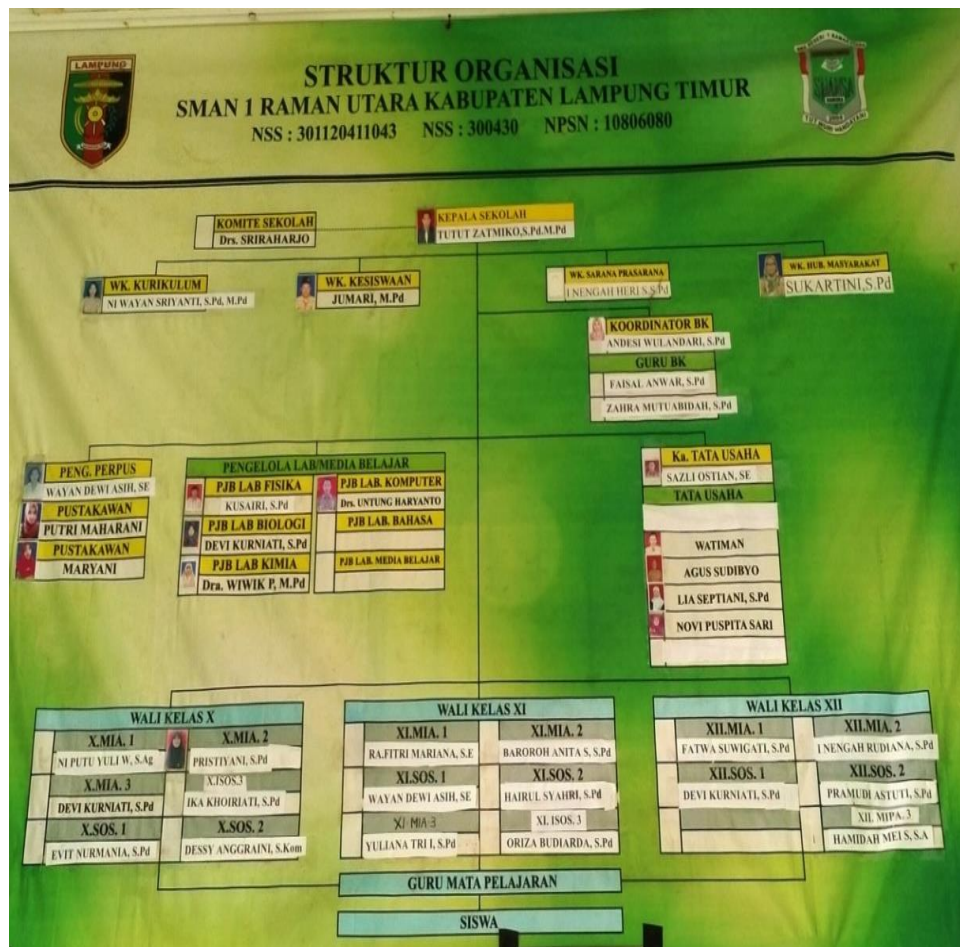 LAMPUNG
STRUKTUR ORGANISASI
SMAN 1 RAMAN UTARA KABUPATEN LAMPUNG TIMUR
NSS : 301120411043 NSS : 300430 NPSN : 10806080
KOMITE SEKOLAH
Drs. SRIRAHARJO
KEPALA SEKOLAH
TUTUT ZATMIKO,S.Pd.M.Pd
WK. KURIKULUM
NI WAYAN SRIYANTI, S.Pd, M.Pd
WK. KESISWAAN
JUMARI, M.Pd
WK. SARANA PRASARANA
I NENGAH HERI S.S.Pd
WK. HUB. MASYARAKAT
SUKARTINI,S.Pd
KOORDINATOR BK
ANDESI WULANDARI, S.Pd
GURU BK
FAISAL ANWAR, S.Pd
ZAHRA MUTUABIDAH, S.Pd
PENG. PERPUS
WAYAN DEWI ASIH, SE
PUSTAKAWAN
PUTRI MAHARANI
PUSTAKAWAN
MARYANI
PENGELOLA LAB/MEDIA BELAJAR
PJB LAB FISIKA
KUSAIRI, S.Pd
PJB LAB BIOLOGI
DEVI KURNIATI, S.Pd
PJB LAB KIMIA
Dra. WIWIK P, M.Pd
PJB LAB. KOMPUTER
Drs. UNTUNG HARYANTO
PJB LAB. BAHASA
PJB LAB. MEDIA BELAJAR
Ka. TATA USAHA
SAZLI OSTIAN, SE
TATA USAHA
WATIMAN
AGUS SUDIBYO
LIA SEPTIANI, S.Pd
NOVI PUSPITA SARI
WALI KELAS X
X.MIA. 1
NI PUTU YULI W, S.Ag
X.MIA. 2
PRISTIYANI, S.Pd
X.MIA. 3
DEVI KURNIATI, S.Pd
X.ISOS.3
IKA KHOIRIATI, S.Pd
X.SOS. 1
EVIT NURMANIA, S.Pd
X.SOS. 2
DESSY ANGGRAINI, S.Kom
WALI KELAS XI
XI.MIA. 1
RA.FITRI MARIANA, S.E
XI.MIA. 2
BAROROH ANITA S, S.Pd
XI.SOS. 1
WAYAN DEWI ASIH, SE
XI.SOS. 2
HAIRUL SYAHRI, S.Pd
XI MIA 3
YULIANA TRI I, S.Pd
XI. ISOS. 3
ORIZA BUDIARDA, S.Pd
WALI KELAS XII
XII.MIA. 1
FATWA SUWIGATI, S.Pd
XII.MIA. 2
I NENGAH RUDIANA, S.Pd
XII.SOS. 1
DEVI KURNIATI, S.Pd
XII.SOS. 2
PRAMUDI ASTUTI, S.Pd
XII. MIPA. 3
HAMIDAH MEI S, S.A
GURU MATA PELAJARAN
SISWA